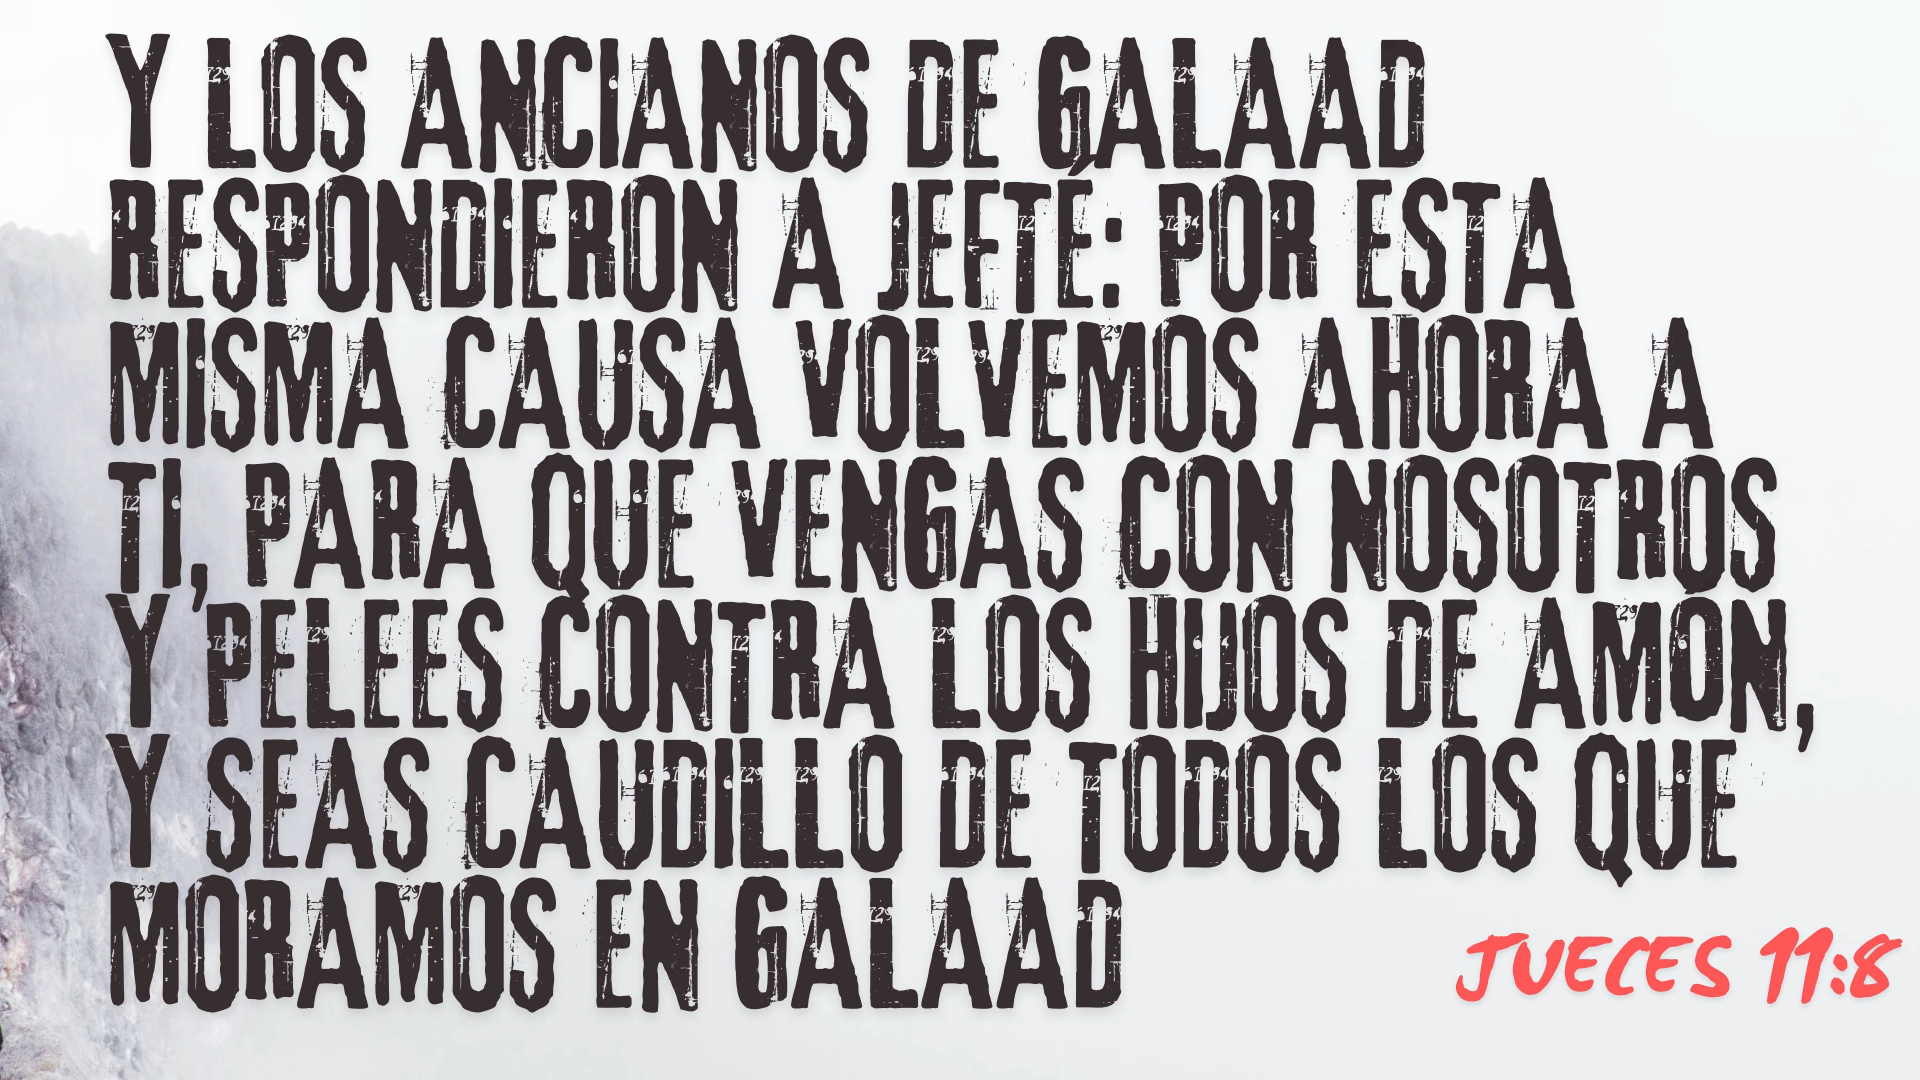 Y LOS ANCIANOS DE GALAAD
RESPONDIERON A JEFTÉ: POR ESTA
MISMA CAUSA VOLVEMOS AHORA A
TI, PARA QUE VENGAS CON NOSOTROS
Y PELEES CONTRA LOS HIJOS DE AMÓN,
Y SEAS CAUDILLO DE TODOS LOS QUE
MORAMOS EN GALAAD
JUECES 11:8